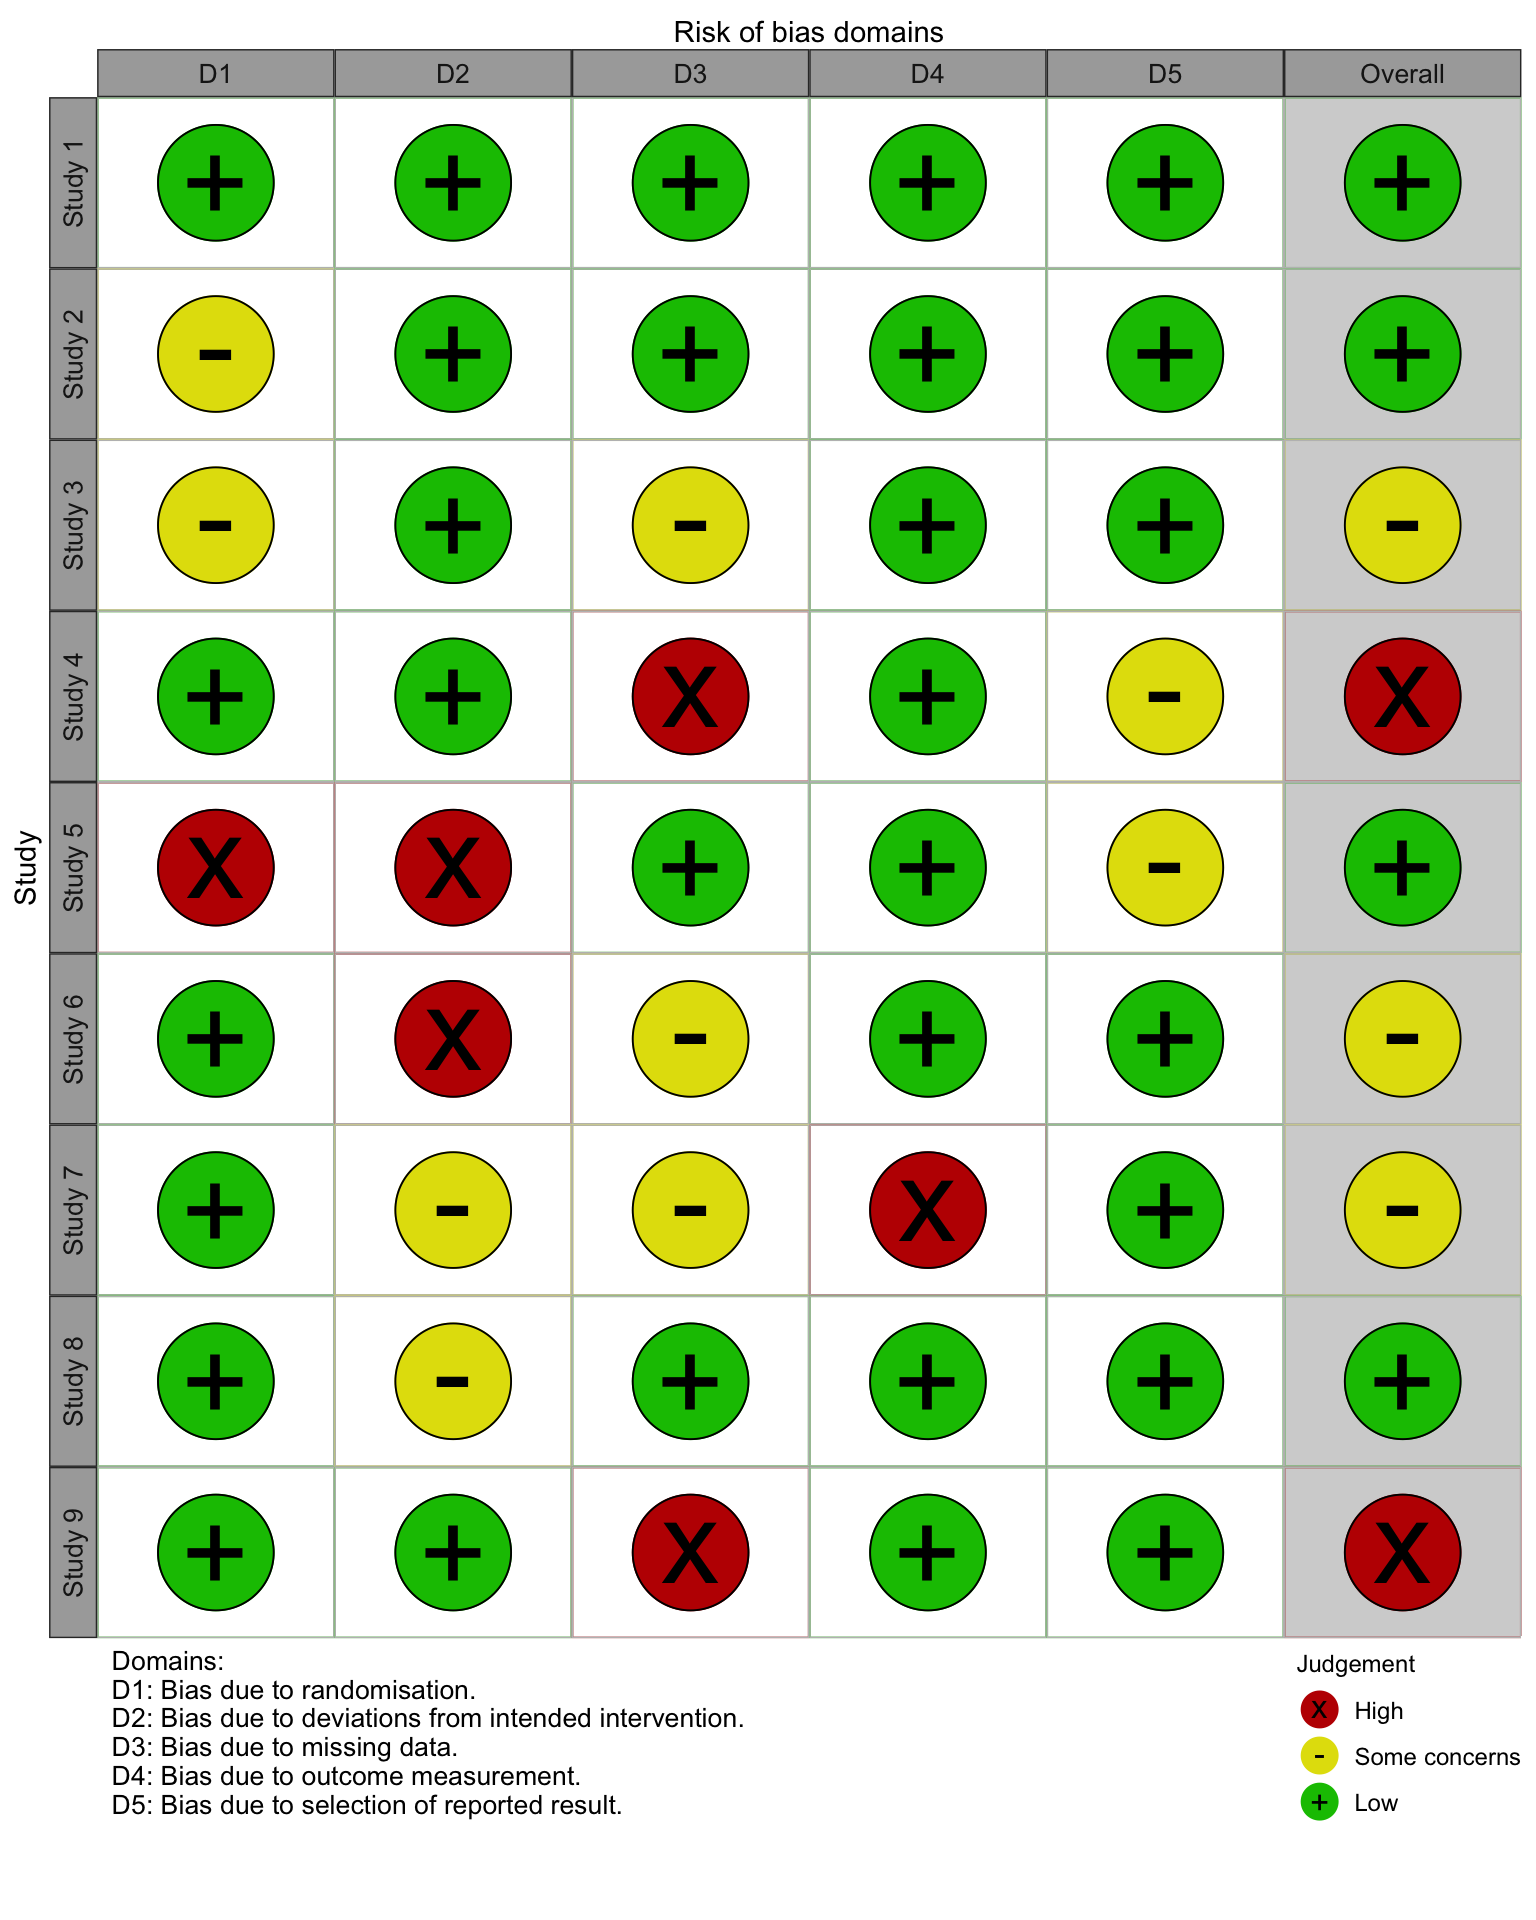 Risk of bias domains
D1 D2 D3 D4 D5 Overall
Study
Study 1 + + + + + +
Study 2 - + + + + +
Study 3 - + - + + -
Study 4 + + X + - X
Study 5 X X + + - +
Study 6 + X - + + -
Study 7 + - - X + -
Study 8 + - + + + +
Study 9 + + X + + X
Domains:
D1: Bias due to randomisation.
D2: Bias due to deviations from intended intervention.
D3: Bias due to missing data.
D4: Bias due to outcome measurement.
D5: Bias due to selection of reported result.
Judgement
X High
- Some concerns
+ Low